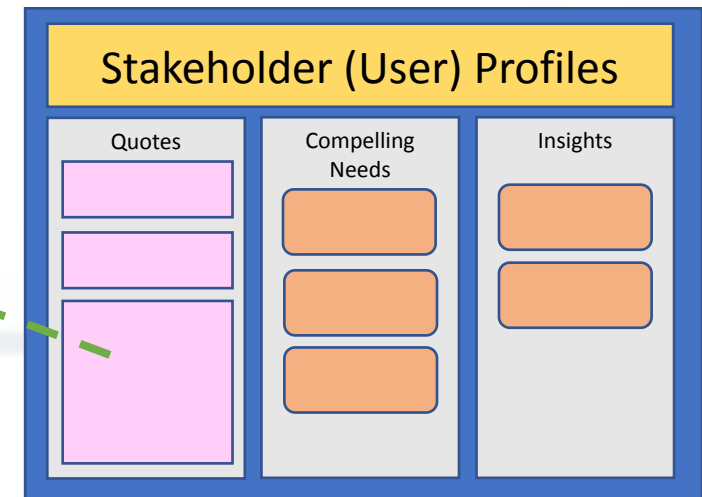 Stakeholder (User) Profiles
Quotes
Compelling
Needs
Insights